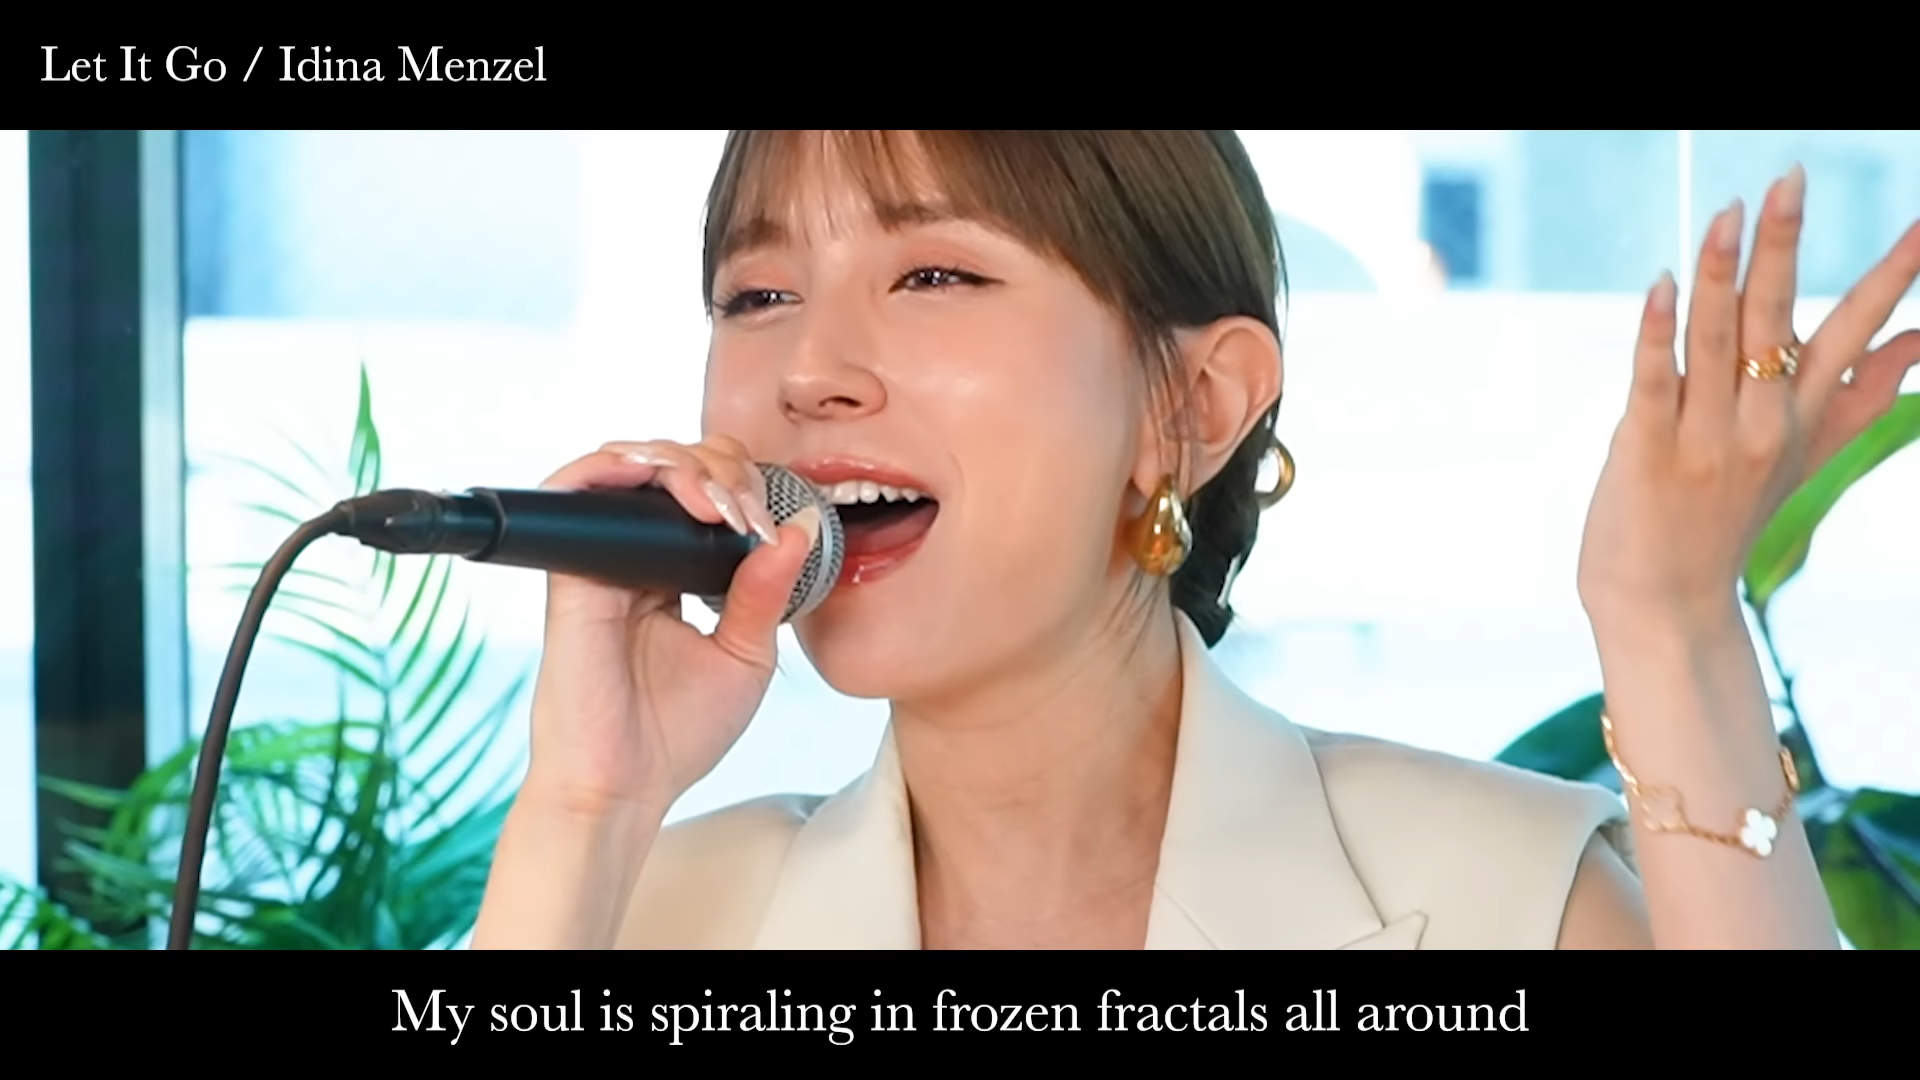 Let It Go / Idina Menzel
My soul is spiraling in frozen fractals all around